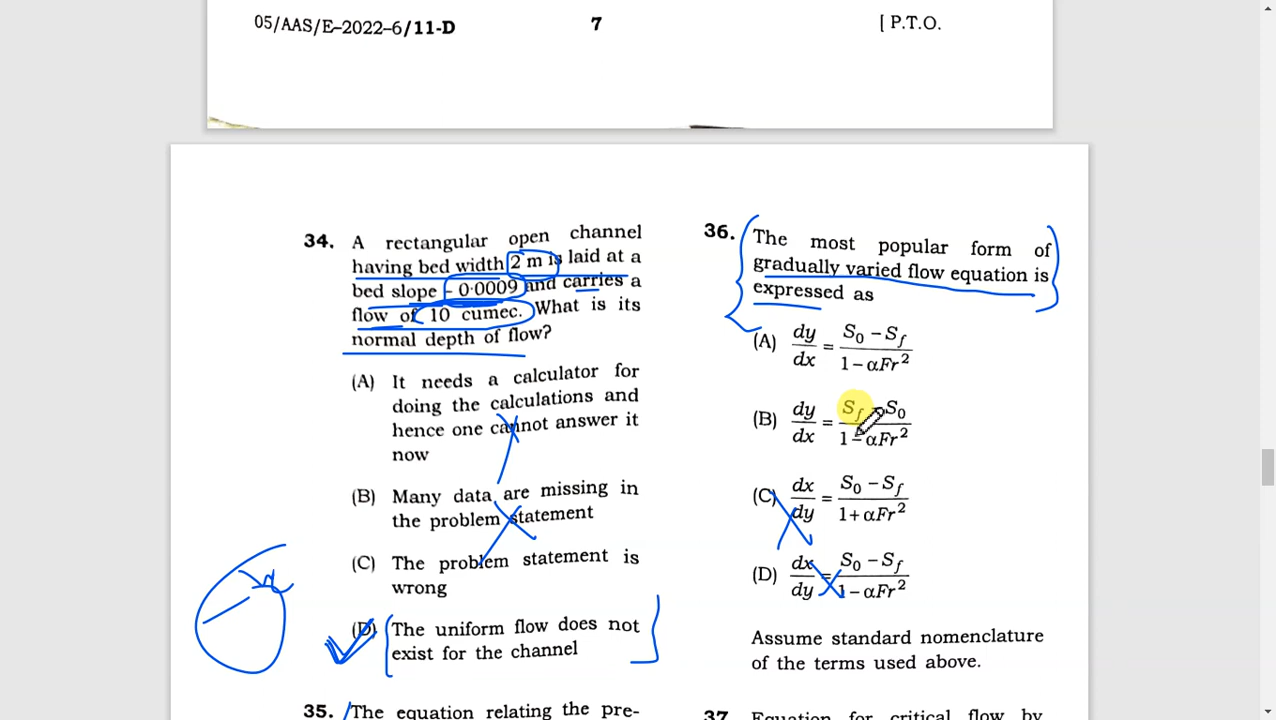 05/AAS/E–2022–6/11-D 7 [ P.T.O.
34. A rectangular open channel
having bed width 2 m is laid at a
bed slope – 0·0009 and carries a
flow of 10 cumec. What is its
normal depth of flow?
(A) It needs a calculator for
doing the calculations and
hence one cannot answer it
now
(B) Many data are missing in
the problem statement
(C) The problem statement is
wrong
(D) The uniform flow does not
exist for the channel
35. The equation relating the pre-
36. The most popular form of
gradually varied flow equation is
expressed as
(A) dy/dx = (S₀ – S_f)/(1 – αFr²)
(B) dy/dx = (S_f – S₀)/(1 – αFr²)
(C) dx/dy = (S₀ – S_f)/(1 + αFr²)
(D) dx/dy = (S₀ – S_f)/(1 – αFr²)
Assume standard nomenclature
of the terms used above.
37. Equation for critical flow by